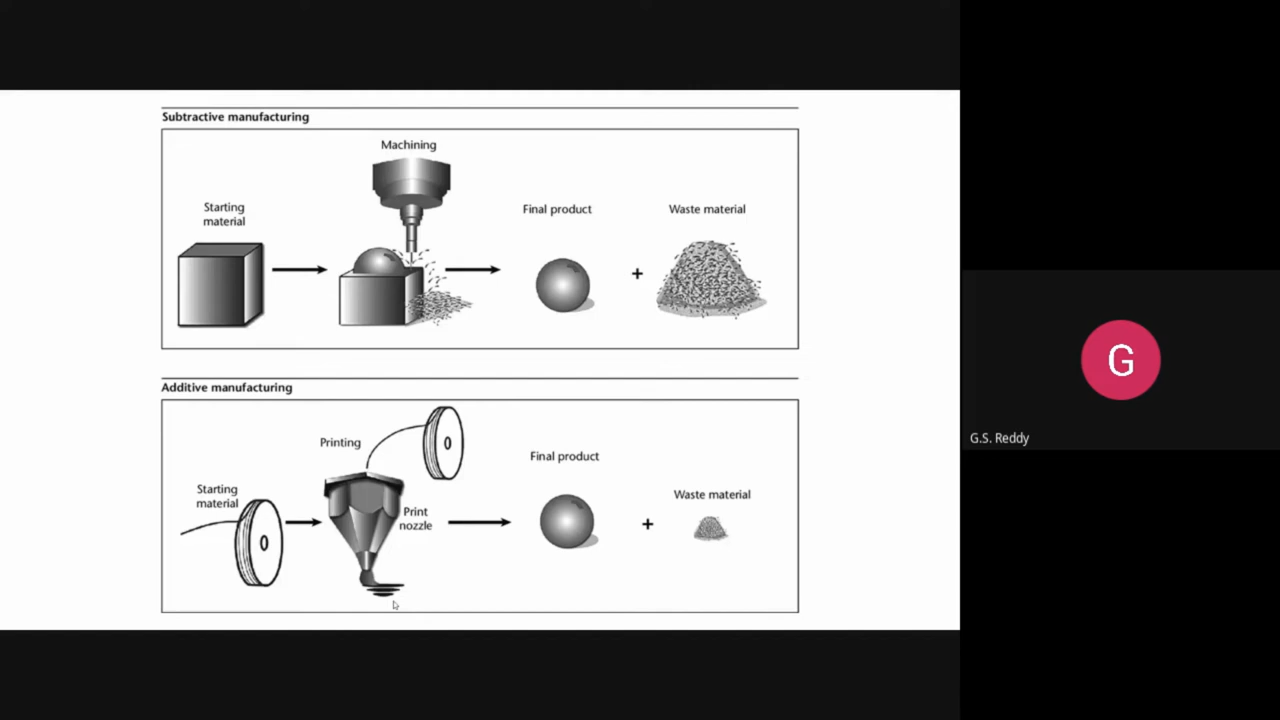 Subtractive manufacturing
Machining
Starting
material
Final product
Waste material
+
Additive manufacturing
Printing
Starting
material
Print
nozzle
Final product
Waste material
+
G
G.S. Reddy